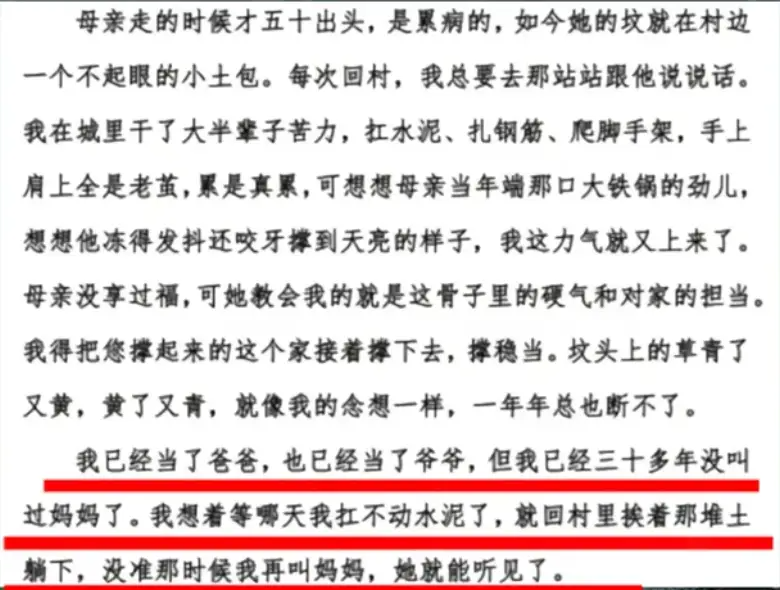 母亲走的时候才五十出头，是累病的，如今她的坟就在村边
一个不起眼的小土包。每次回村，我总要去那站站跟他说说话。
我在城里干了大半辈子苦力，扛水泥、扎钢筋、爬脚手架，手上
肩上全是老茧，累是真累，可想想母亲当年端那口大铁锅的劲儿，
想想他冻得发抖还咬牙撑到天亮的样子，我这力气就又上来了。
母亲没享过福，可她教会我的就是这骨子里的硬气和对家的担当。
我得把您撑起来的这个家接着撑下去，撑稳当。坟头上的草青了
又黄，黄了又青，就像我的念想一样，一年年总也断不了。
我已经当了爸爸，也已经当了爷爷，但我已经三十多年没叫
过妈妈了。我想着等哪天我扛不动水泥了，就回村里挨着那堆土
躺下，没准那时候我再叫妈妈，她就能听见了。